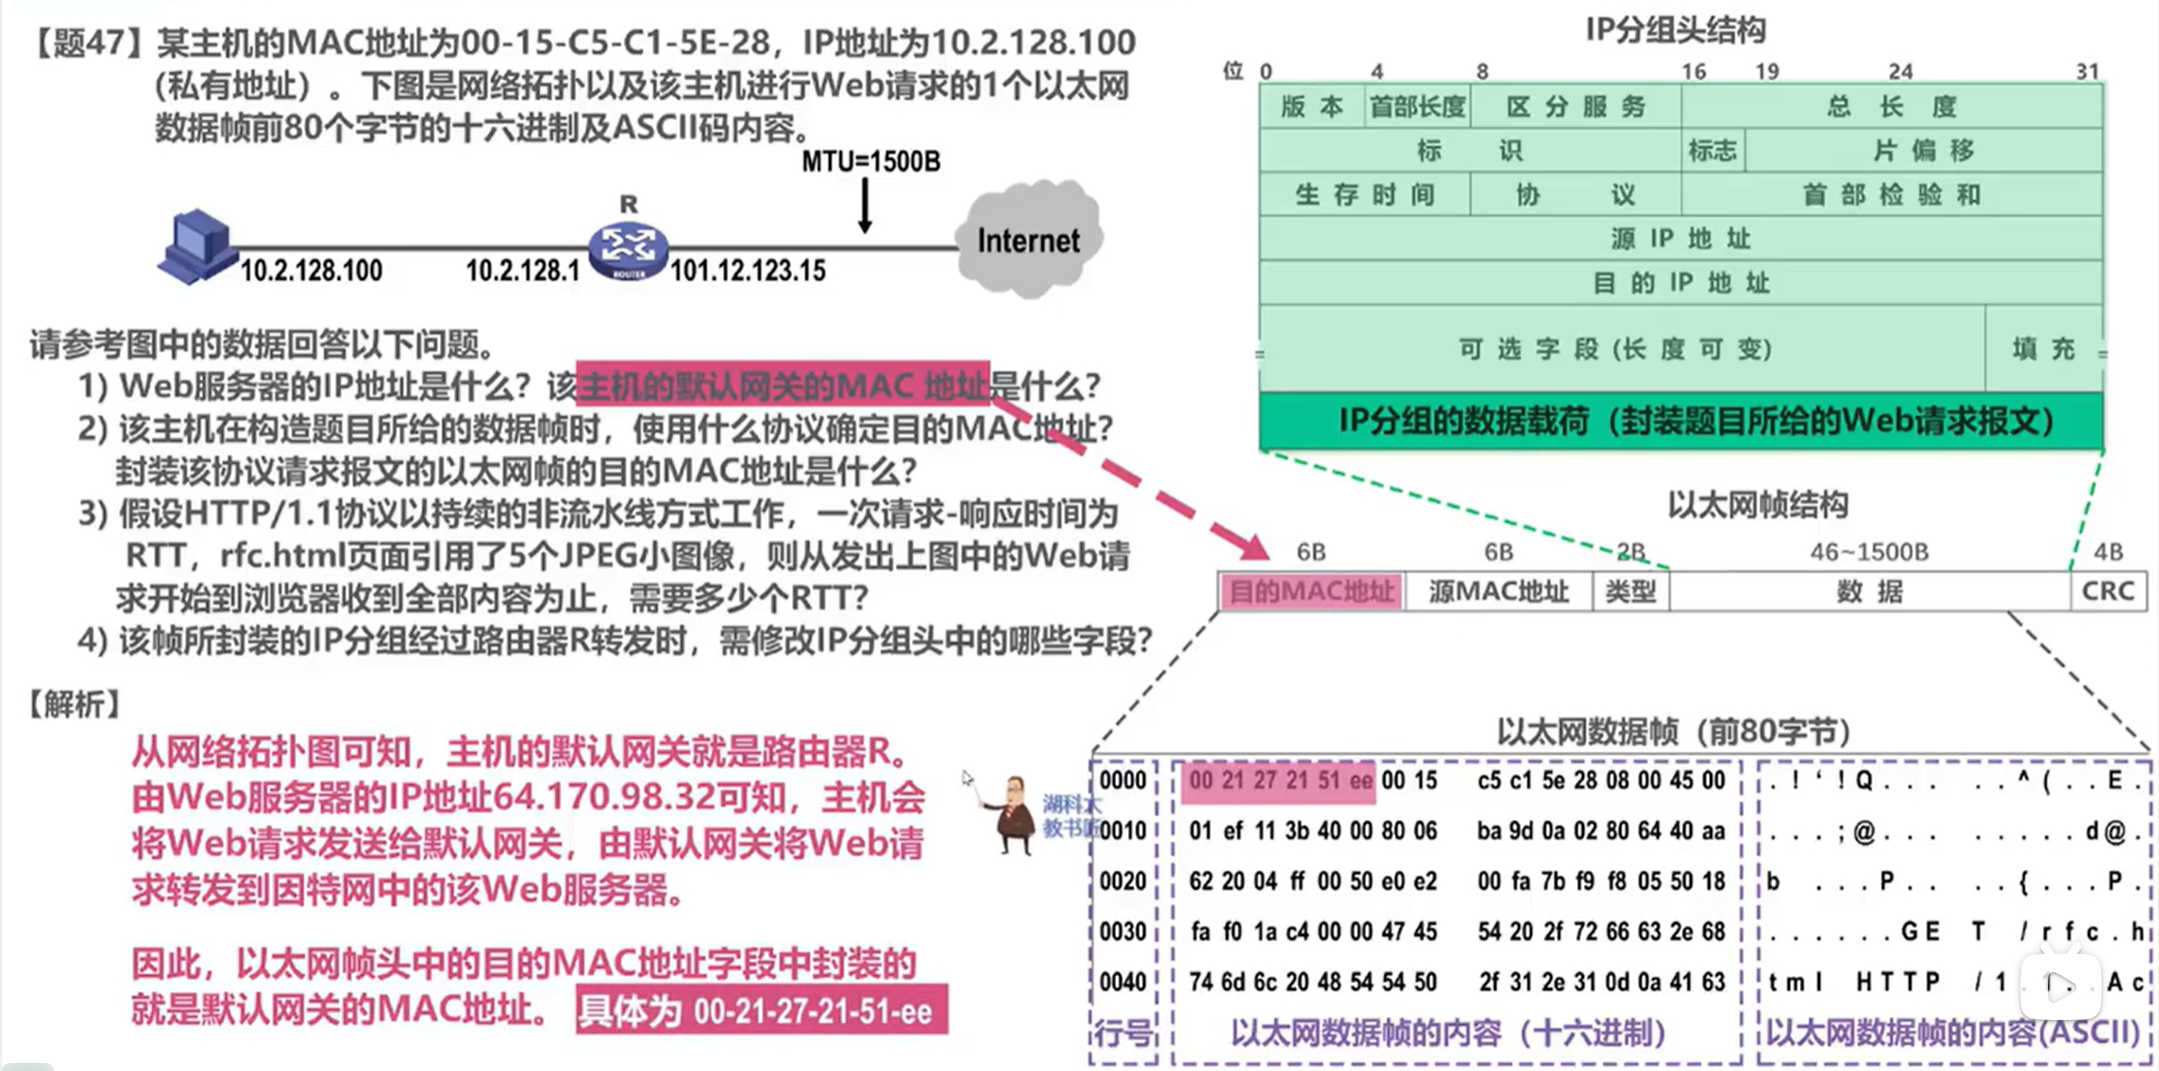 【题47】某主机的MAC地址为00-15-C5-C1-5E-28，IP地址为10.2.128.100
(私有地址）。下图是网络拓扑以及该主机进行Web请求的1个以太网
数据帧前80个字节的十六进制及ASCII码内容。
MTU=1500B
R
ROUTER
Internet
10.2.128.100
10.2.128.1
101.12.123.15
请参考图中的数据回答以下问题。
1) Web服务器的IP地址是什么？该主机的默认网关的MAC 地址是什么？
2) 该主机在构造题目所给的数据帧时，使用什么协议确定目的MAC地址？
封装该协议请求报文的以太网帧的目的MAC地址是什么？
3) 假设HTTP/1.1协议以持续的非流水线方式工作，一次请求-响应时间为
RTT，rfc.html页面引用了5个JPEG小图像，则从发出上图中的Web请
求开始到浏览器收到全部内容为止，需要多少个RTT？
4) 该帧所封装的IP分组经过路由器R转发时，需修改IP分组头中的哪些字段？
【解析】
从网络拓扑图可知，主机的默认网关就是路由器R。
由Web服务器的IP地址64.170.98.32可知，主机会
将Web请求发送给默认网关，由默认网关将Web请
求转发到因特网中的该Web服务器。
因此，以太网帧头中的目的MAC地址字段中封装的
就是默认网关的MAC地址。 具体为 00-21-27-21-51-ee
湖科大
教书匠
IP分组头结构
位 0 4 8 16 19 24 31
版 本 首部长度 区 分 服 务 总 长 度
标 识 标志 片 偏 移
生 存 时 间 协 议 首 部 检 验 和
源 IP 地 址
目 的 IP 地 址
可 选 字 段 (长 度 可 变) 填 充
IP分组的数据载荷（封装题目所给的Web请求报文）
以太网帧结构
6B 6B 2B 46~1500B 4B
目的MAC地址 源MAC地址 类型 数 据 CRC
以太网数据帧（前80字节）
0000 00 21 27 21 51 ee 00 15 c5 c1 5e 28 08 00 45 00 . ! ‘ ! Q . . . . . ^ ( . . E .
0010 01 ef 11 3b 40 00 80 06 ba 9d 0a 02 80 64 40 aa . . . ; @ . . . . . . . . d @ .
0020 62 20 04 ff 00 50 e0 e2 00 fa 7b f9 f8 05 50 18 b . . . P . . . . { . . . P .
0030 fa f0 1a c4 00 00 47 45 54 20 2f 72 66 63 2e 68 . . . . . . G E T / r f c . h
0040 74 6d 6c 20 48 54 54 50 2f 31 2e 31 0d 0a 41 63 t m l H T T P / 1 . 1 . . A c
行号 以太网数据帧的内容（十六进制） 以太网数据帧的内容(ASCII)